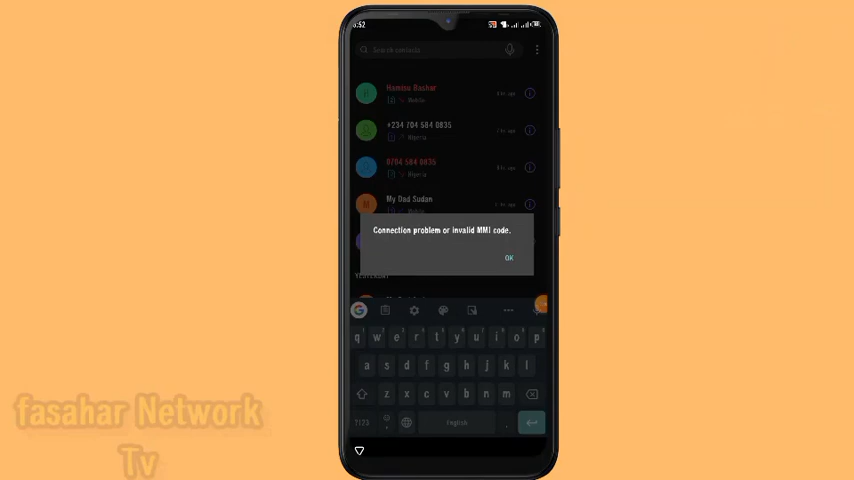 Search contacts
Hamisu Bashar
Mobile
+234 704 584 0835
Nigeria
0704 584 0835
Nigeria
M
My Dad Sudan
Connection problem or invalid MMI code.
OK
YESTERDAY
q w e r t y u i o p
a s d f g h j k l
z x c v b n m
?123
English
fasahar Network
Tv